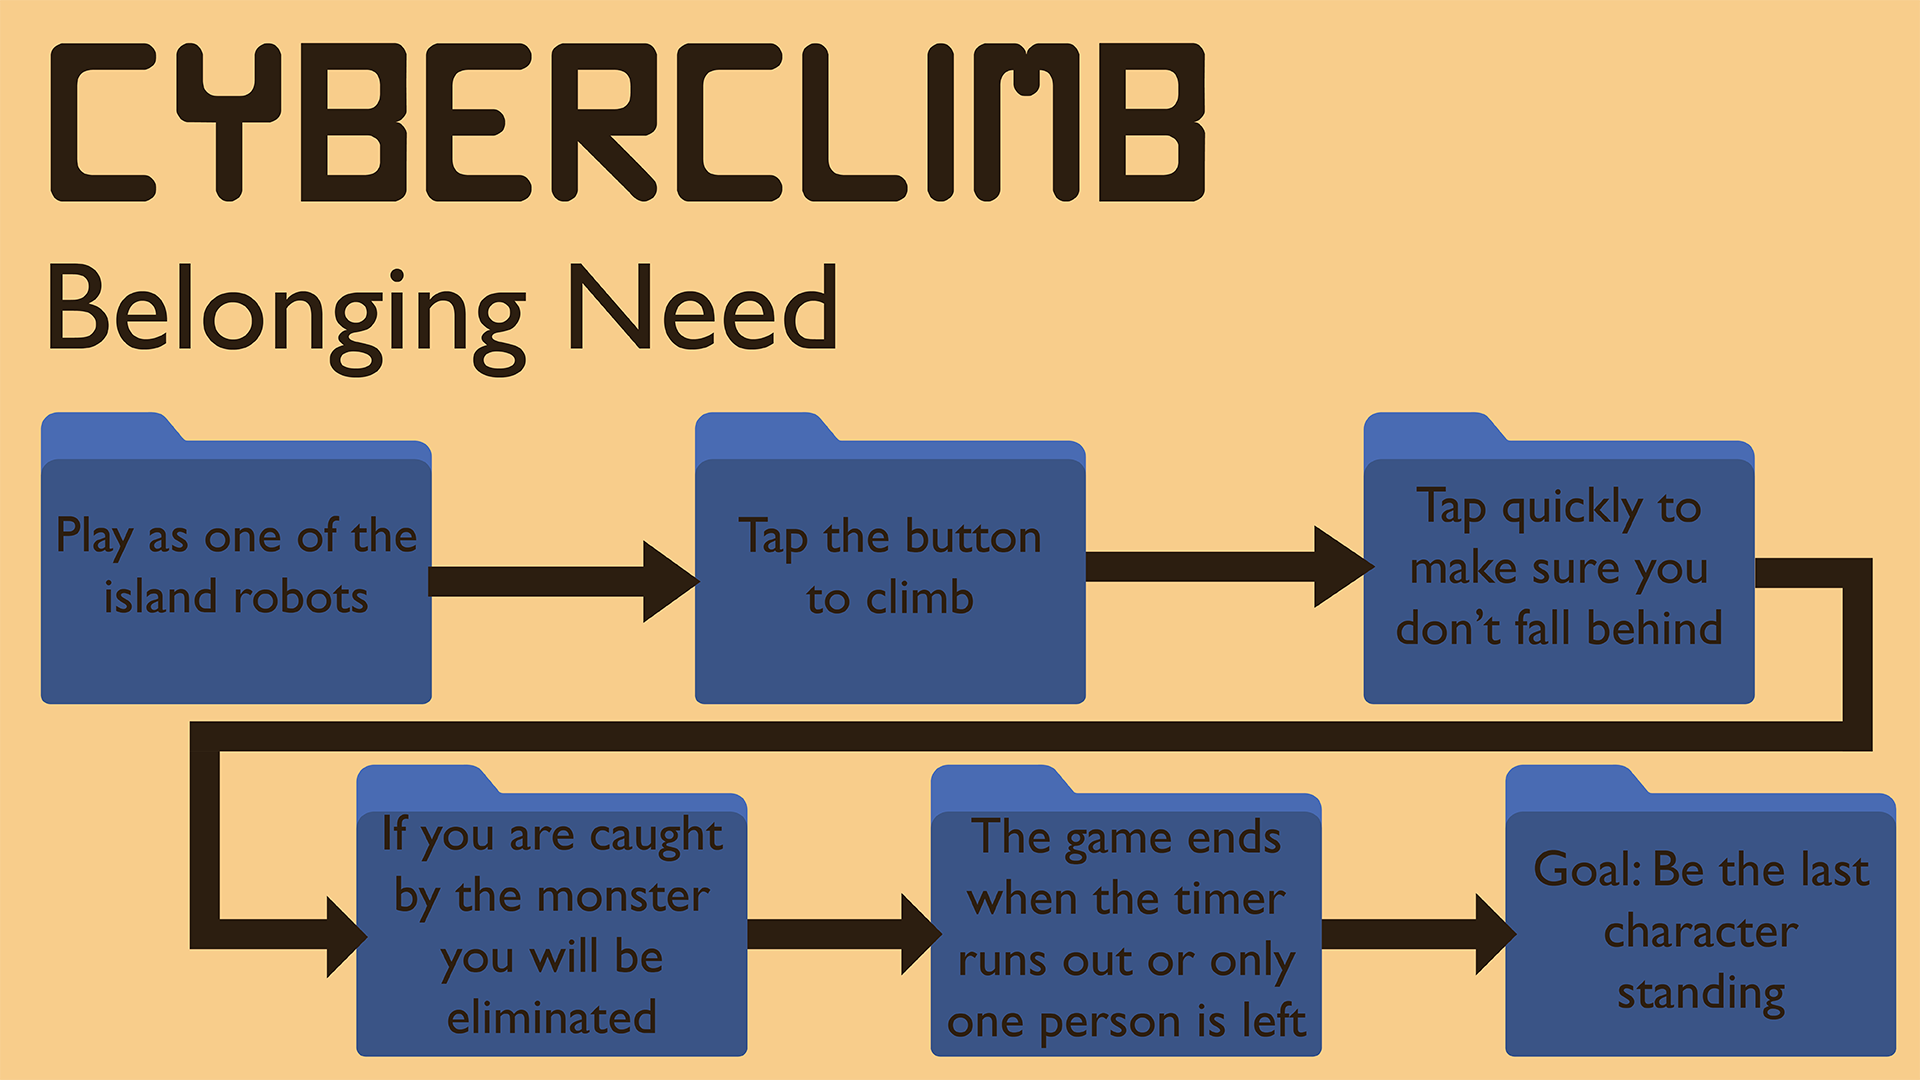 CYBERCLIMB
Belonging Need
Play as one of the
island robots
Tap the button
to climb
Tap quickly to
make sure you
don’t fall behind
If you are caught
by the monster
you will be
eliminated
The game ends
when the timer
runs out or only
one person is left
Goal: Be the last
character
standing